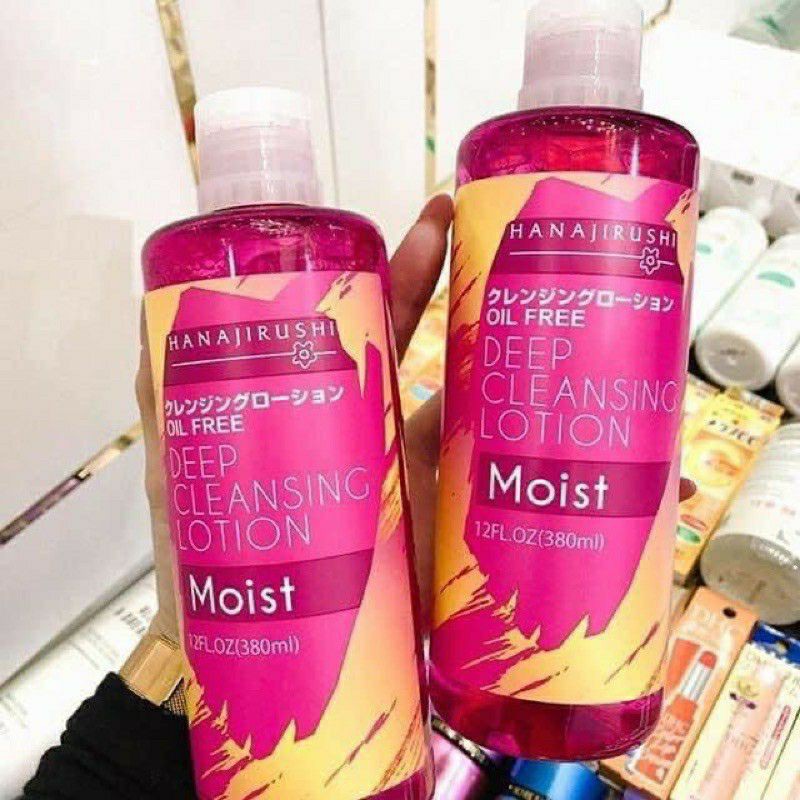 HANAJIRUSHI
クレンジングローション
OIL FREE
DEEP
CLEANSING
LOTION
Moist
12FL.OZ(380ml)
HANAJIRUSHI
クレンジングローション
OIL FREE
DEEP
CLEANSING
LOTION
Moist
12FL.OZ(380ml)